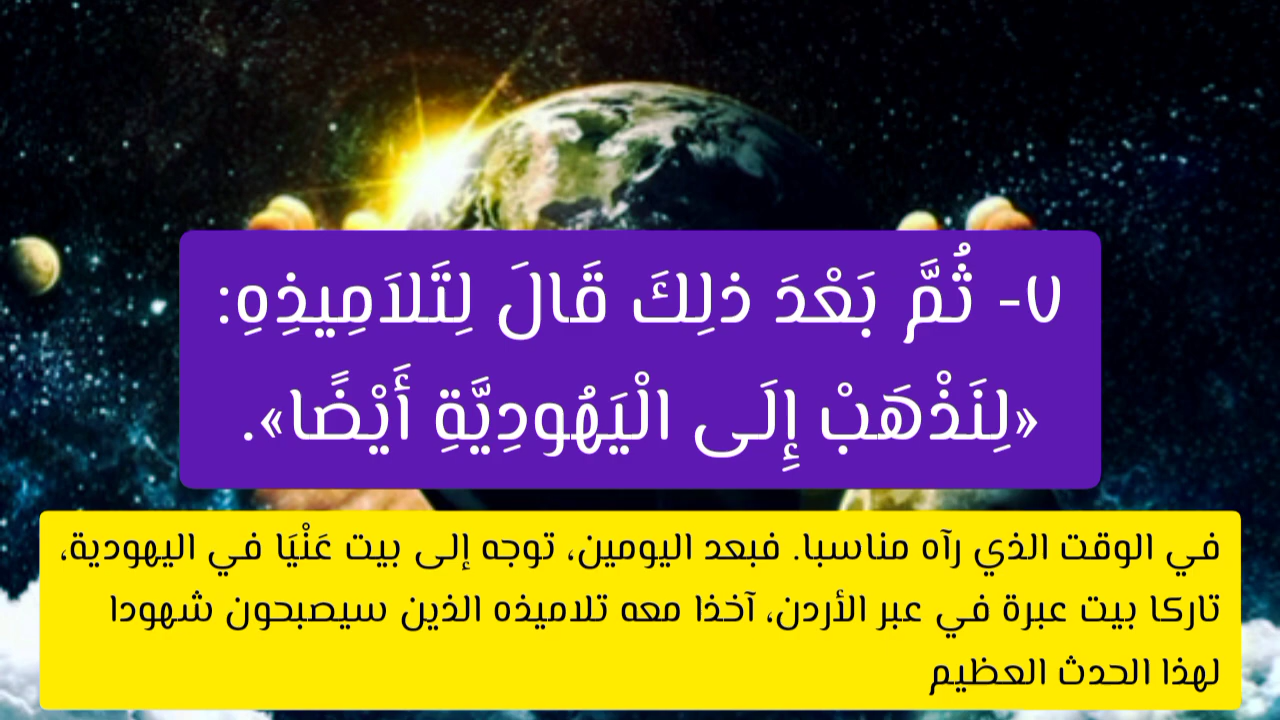 ٧- ثُمَّ بَعْدَ ذلِكَ قَالَ لِتَلاَمِيذِهِ:
«لِنَذْهَبْ إِلَى الْيَهُودِيَّةِ أَيْضًا».
في الوقت الذي رآه مناسبا. فبعد اليومين، توجه إلى بيت عَنْيَا في اليهودية،
تاركا بيت عبرة في عبر الأردن، آخذا معه تلاميذه الذين سيصبحون شهودا
لهذا الحدث العظيم